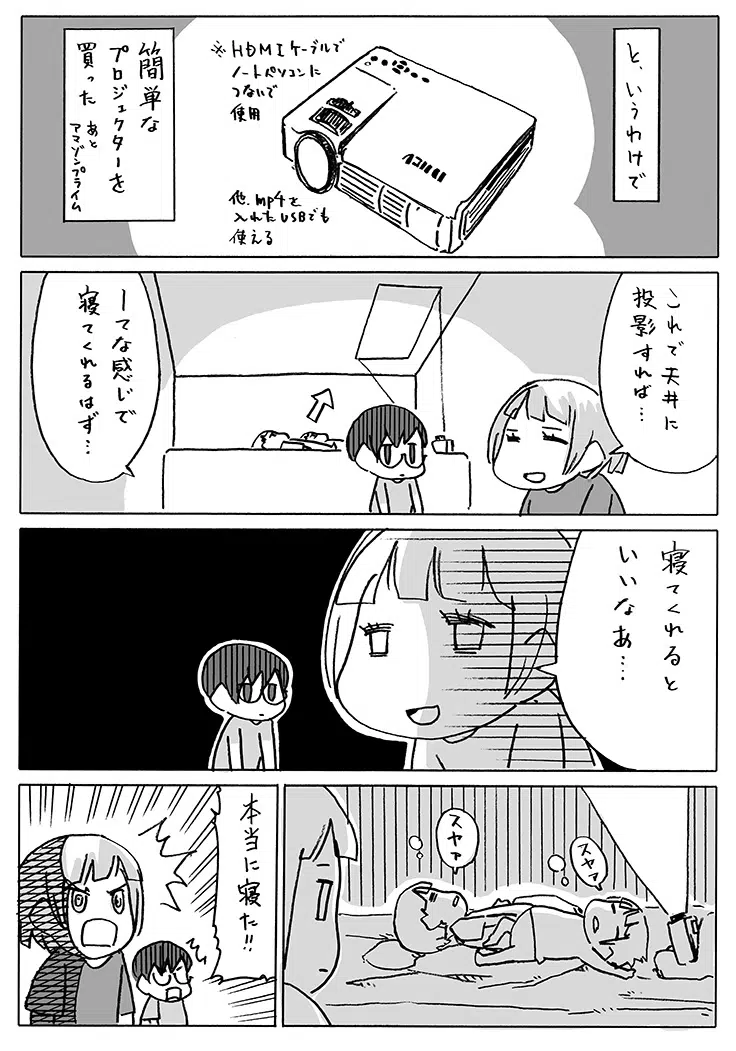 と、いうわけで
※HDMIケーブルで
ノートパソコンに
つないで
使用
他、mp4を
入れたUSBでも
使える
簡単な
プロジェクターを
買った
あと
アマゾンプライム
これで天井に
投影すれば…
ーてな感じで
寝てくれるはず…
寝てくれると
いいなあ…
スヤァ
スヤァ
本当に寝た!!